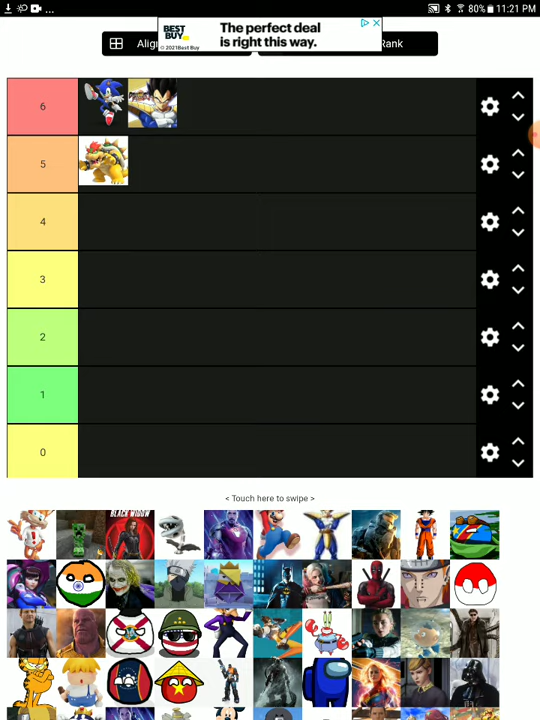 ... 80% 11:21 PM
BEST
BUY
© 2021 Best Buy
The perfect deal
is right this way.
Alig
Rank
6
5
4
3
2
1
0
< Touch here to swipe >
BLACK WIDOW